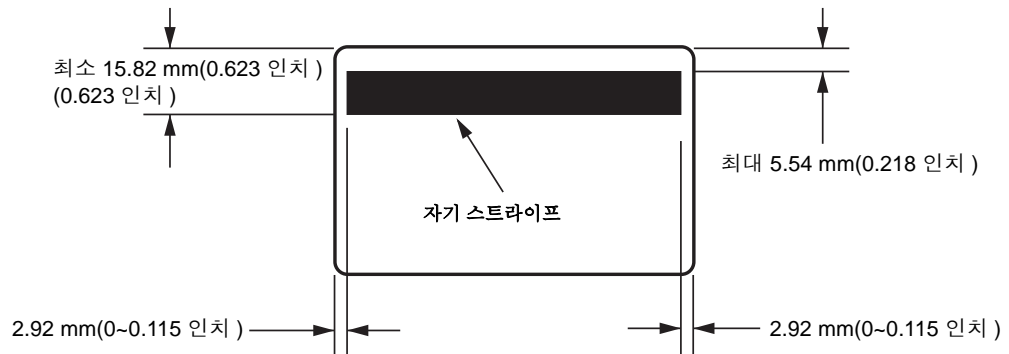 최소 15.82 mm(0.623 인치 )
(0.623 인치 )
최대 5.54 mm(0.218 인치 )
자기 스트라이프
2.92 mm(0~0.115 인치 )
2.92 mm(0~0.115 인치 )